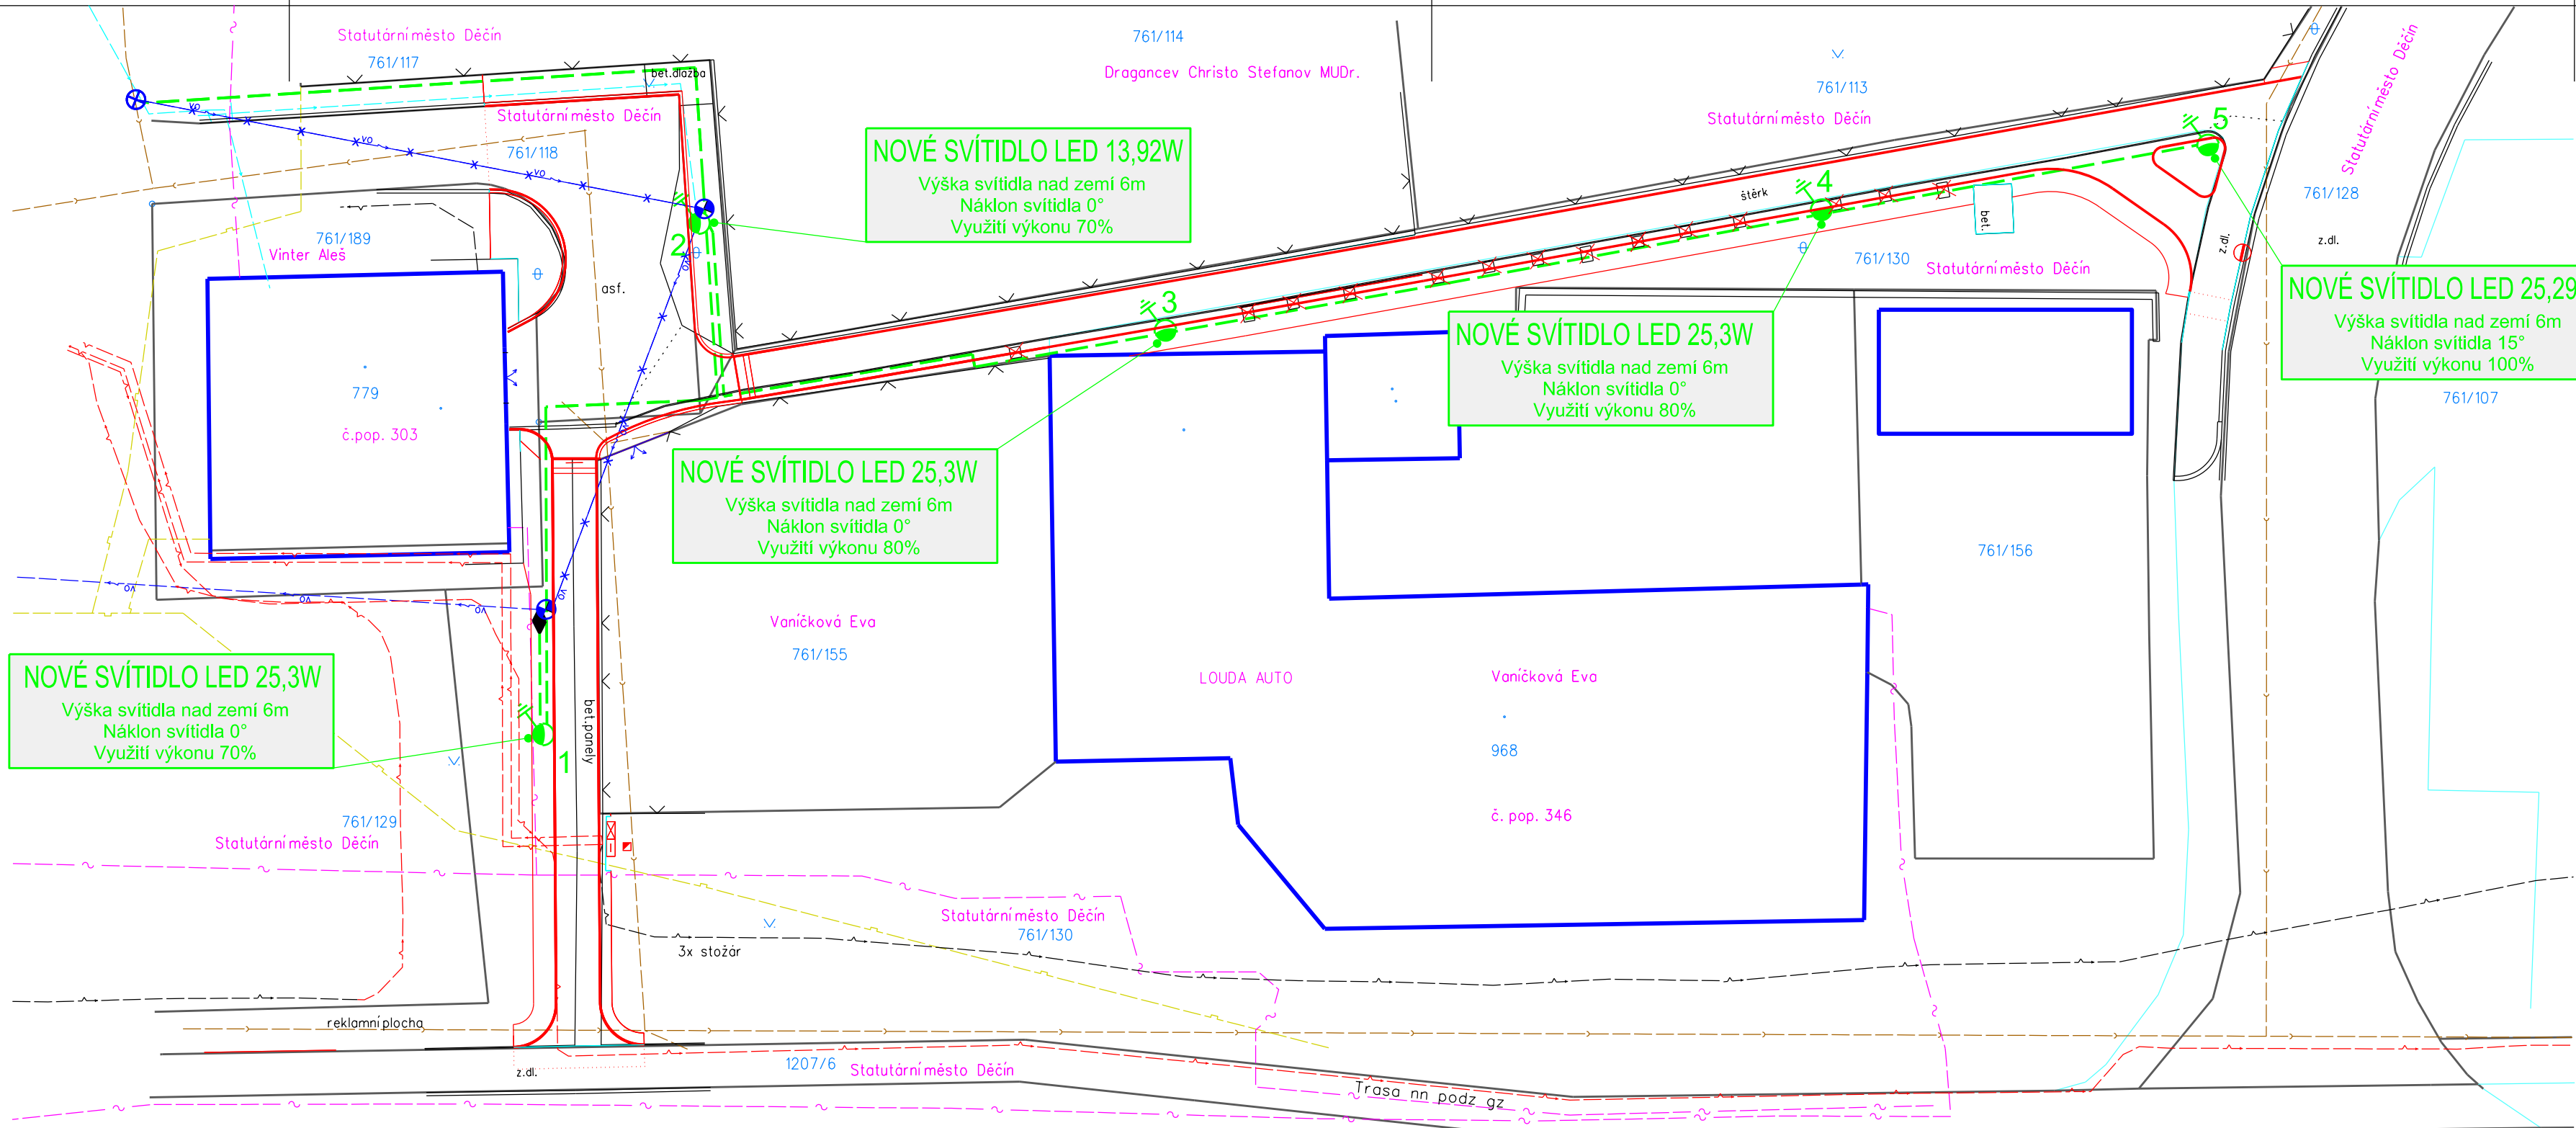 Statutární město Děčín
761/117
bet.dlažba
Statutární město Děčín
761/118
vo
vo
vo
761/114
Dragancev Christo Stefanov MUDr.
761/113
Statutární město Děčín
Statutární město Děčín
761/128
z.dl.
z.dl.
5
NOVÉ SVÍTIDLO LED 13,92W
Výška svítidla nad zemí 6m
Náklon svítidla 0°
Využití výkonu 70%
2
vo
štěrk
4
bet.
761/130
Statutární město Děčín
NOVÉ SVÍTIDLO LED 25,29
Výška svítidla nad zemí 6m
Náklon svítidla 15°
Využití výkonu 100%
761/107
761/189
Vinter Aleš
asf.
3
NOVÉ SVÍTIDLO LED 25,3W
Výška svítidla nad zemí 6m
Náklon svítidla 0°
Využití výkonu 80%
779
č.pop. 303
vo
NOVÉ SVÍTIDLO LED 25,3W
Výška svítidla nad zemí 6m
Náklon svítidla 0°
Využití výkonu 80%
761/156
vo
vo
vo
vo
Vaníčková Eva
761/155
LOUDA AUTO
Vaníčková Eva
968
č. pop. 346
NOVÉ SVÍTIDLO LED 25,3W
Výška svítidla nad zemí 6m
Náklon svítidla 0°
Využití výkonu 70%
1
bet.panely
761/129
Statutární město Děčín
Statutární město Děčín
761/130
3x stožár
reklamní plocha
z.dl.
1207/6
Statutární město Děčín
Trasa nn podz gz